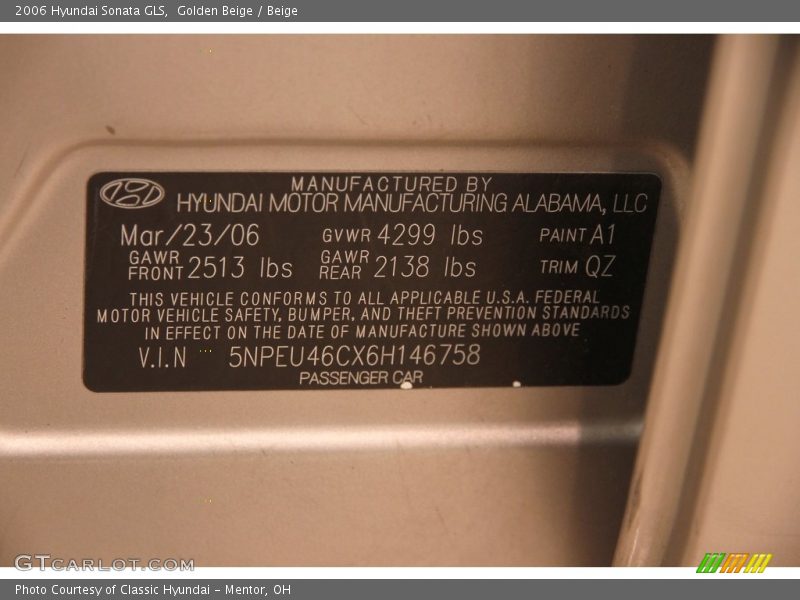 2006 Hyundai Sonata GLS, Golden Beige / Beige
MANUFACTURED BY
HYUNDAI MOTOR MANUFACTURING ALABAMA, LLC
Mar/23/06 GVWR 4299 lbs PAINT A1
GAWR FRONT 2513 lbs GAWR REAR 2138 lbs TRIM QZ
THIS VEHICLE CONFORMS TO ALL APPLICABLE U.S.A. FEDERAL
MOTOR VEHICLE SAFETY, BUMPER, AND THEFT PREVENTION STANDARDS
IN EFFECT ON THE DATE OF MANUFACTURE SHOWN ABOVE
V.I.N 5NPEU46CX6H146758
PASSENGER CAR
GTcarlot.com
Photo Courtesy of Classic Hyundai - Mentor, OH